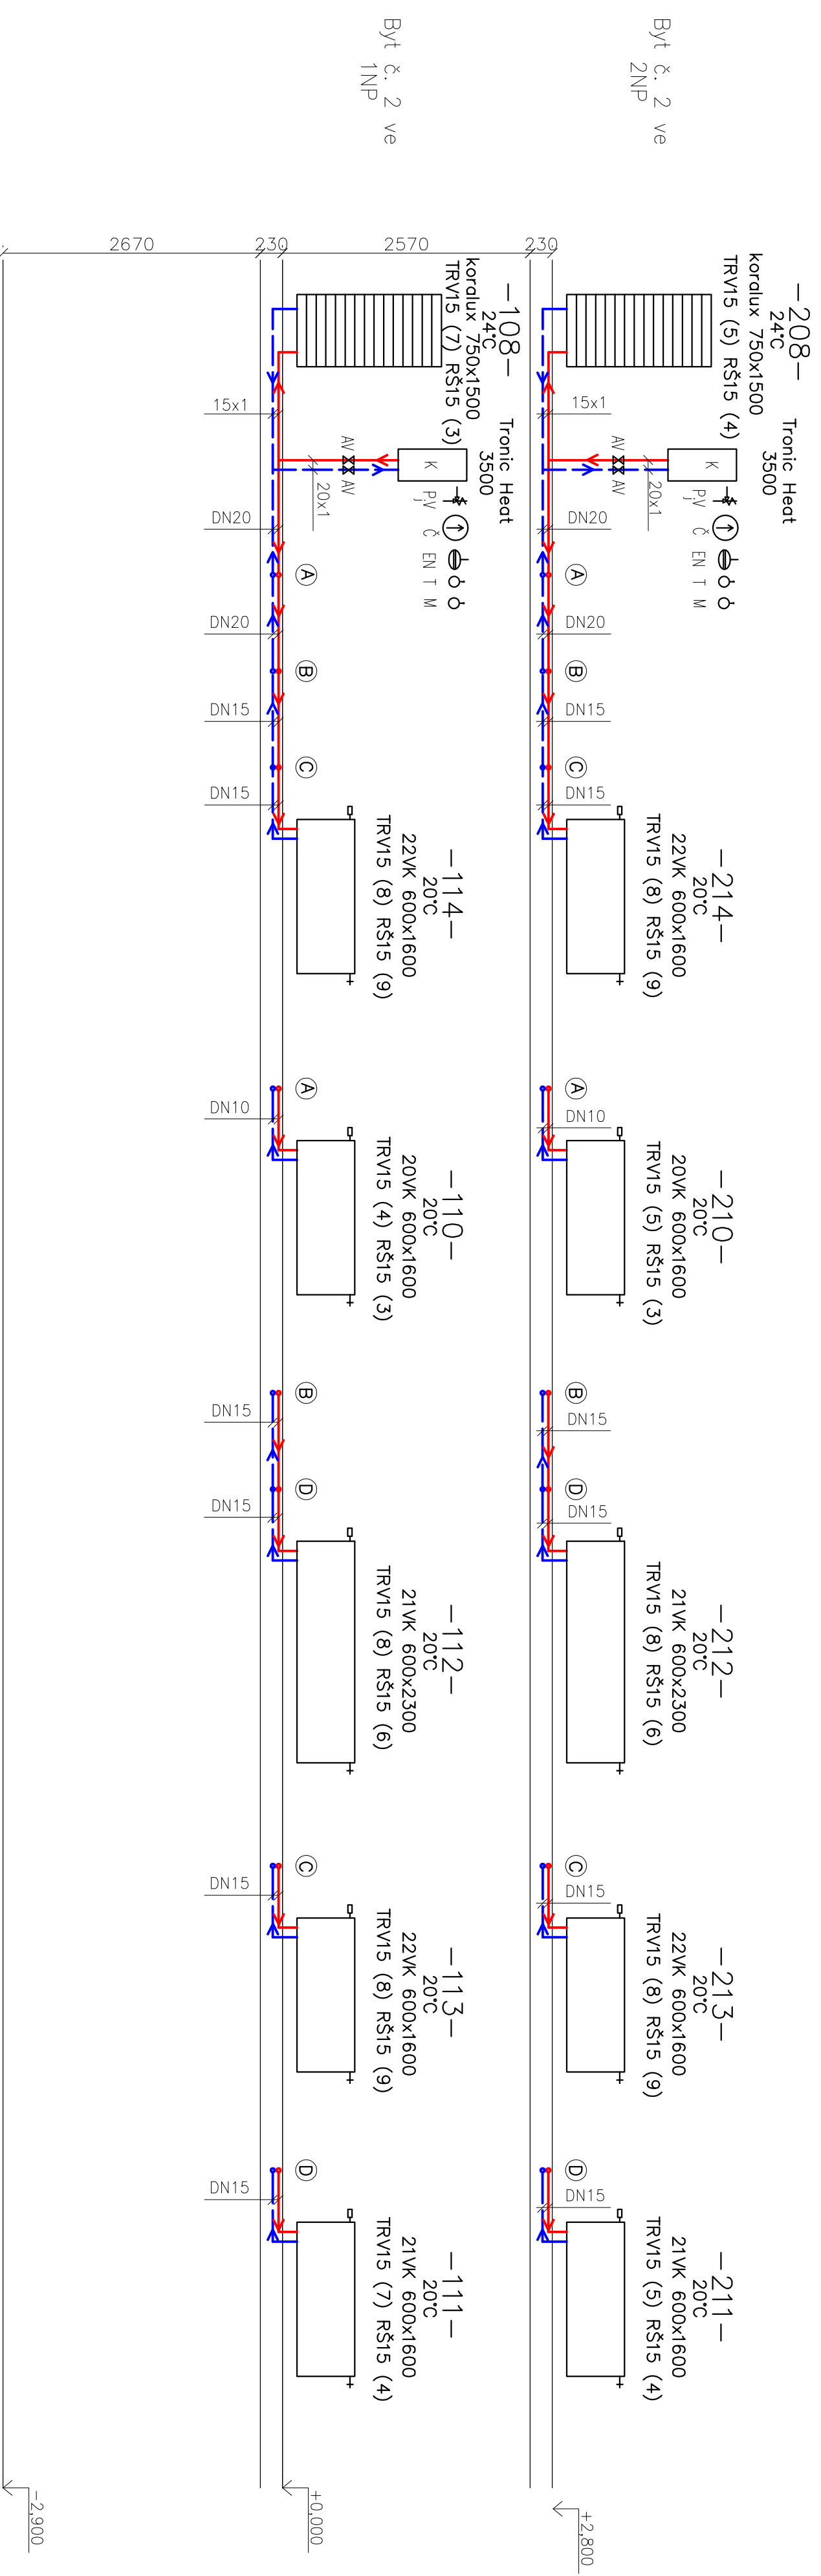 Byt č. 2 ve
2NP
-208-
24°C
koralux 750x1500
TRV15 (5) RŠ15 (4)
Tronic Heat
3500
K
P.V Č EN T M
AV AV
20x1
15x1
DN20
A
DN20
B
DN15
C
DN15
-214-
20°C
22VK 600x1600
TRV15 (8) RŠ15 (9)
A
DN10
-210-
20°C
20VK 600x1600
TRV15 (5) RŠ15 (3)
B
DN15
D
DN15
-212-
20°C
21VK 600x2300
TRV15 (8) RŠ15 (6)
C
DN15
-213-
20°C
22VK 600x1600
TRV15 (8) RŠ15 (9)
D
DN15
-211-
20°C
21VK 600x1600
TRV15 (5) RŠ15 (4)
+2,800
230
2570
Byt č. 2 ve
1NP
-108-
24°C
koralux 750x1500
TRV15 (7) RŠ15 (3)
Tronic Heat
3500
K
P.V Č EN T M
AV AV
20x1
15x1
DN20
A
DN20
B
DN15
C
DN15
-114-
20°C
22VK 600x1600
TRV15 (8) RŠ15 (9)
A
DN10
-110-
20°C
20VK 600x1600
TRV15 (4) RŠ15 (3)
B
DN15
D
DN15
-112-
20°C
21VK 600x2300
TRV15 (8) RŠ15 (6)
C
DN15
-113-
20°C
22VK 600x1600
TRV15 (8) RŠ15 (9)
D
DN15
-111-
20°C
21VK 600x1600
TRV15 (7) RŠ15 (4)
+0,000
230
2670
-2,900